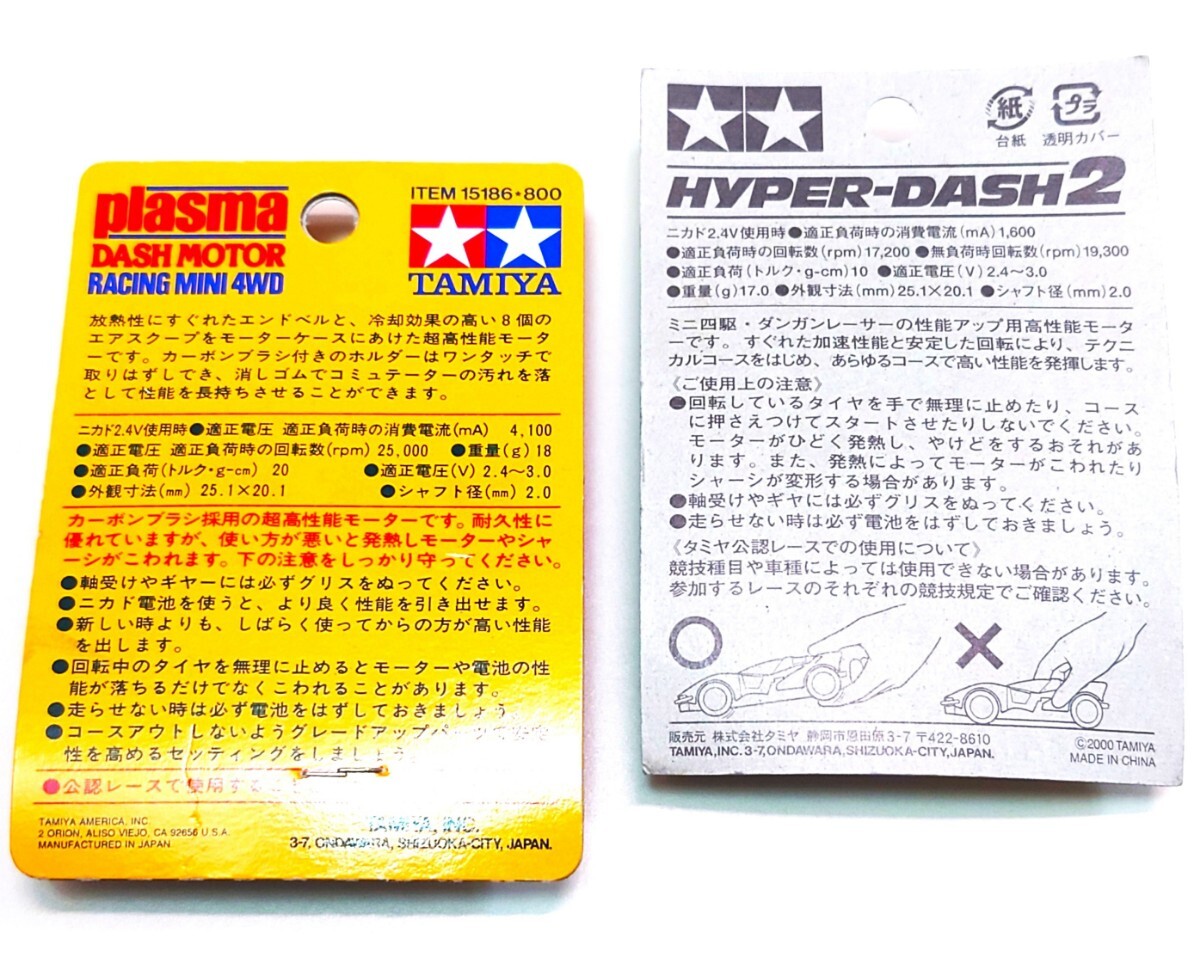 plasma
DASH MOTOR
RACING MINI 4WD
ITEM 15186・800
TAMIYA
放熱性にすぐれたエンドベルと、冷却効果の高い8個の
エアスクープをモーターケースにあけた超高性能モーター
です。カーボンブラシ付きのホルダーはワンタッチで
取りはずしでき、消しゴムでコミュテーターの汚れを落
として性能を長持ちさせることができます。
ニカド2.4V使用時●適正電圧 適正負荷時の消費電流(mA) 4,100
●適正電圧 適正負荷時の回転数(rpm) 25,000 ●重量(g) 18
●適正負荷(トルク・g-cm) 20 ●適正電圧(V) 2.4〜3.0
●外観寸法(mm) 25.1×20.1 ●シャフト径(mm) 2.0
カーボンブラシ採用の超高性能モーターです。耐久性に
優れていますが、使い方が悪いと発熱しモーターやシャ
ーシがこわれます。下の注意をしっかり守ってください。
●軸受けやギヤーには必ずグリスをぬってください。
●ニカド電池を使うと、より良く性能を引き出せます。
●新しい時よりも、しばらく使ってからの方が高い性能
を出します。
●回転中のタイヤを無理に止めるとモーターや電池の性
能が落ちるだけでなくこわれることがあります。
●走らせない時は必ず電池をはずしておきましょう。
●コースアウトしないようグレードアップパーツで安定
性を高めるセッティングをしましょう
●公認レースで使用すること
TAMIYA AMERICA, INC.
2 ORION, ALISO VIEJO, CA 92656 U.S.A.
MANUFACTURED IN JAPAN.
TAMIYA, INC.
3-7, ONDAWARA, SHIZUOKA-CITY, JAPAN.
紙
プラ
台紙 透明カバー
HYPER-DASH2
ニカド2.4V使用時●適正負荷時の消費電流(mA) 1,600
●適正負荷時の回転数(rpm) 17,200 ●無負荷時回転数(rpm) 19,300
●適正負荷(トルク・g-cm) 10 ●適正電圧(V) 2.4〜3.0
●重量(g) 17.0 ●外観寸法(mm) 25.1×20.1 ●シャフト径(mm) 2.0
ミニ四駆・ダンガンレーサーの性能アップ用高性能モータ
ーです。すぐれた加速性能と安定した回転により、テクニ
カルコースをはじめ、あらゆるコースで高い性能を発揮します。
《ご使用上の注意》
●回転しているタイヤを手で無理に止めたり、コース
に押さえつけてスタートさせたりしないでください。
モーターがひどく発熱し、やけどをするおそれがあ
ります。また、発熱によってモーターがこわれたり
シャーシが変形する場合があります。
●軸受けやギヤには必ずグリスをぬってください。
●走らせない時は必ず電池をはずしておきましょう。
《タミヤ公認レースでの使用について》
競技種目や車種によっては使用できない場合があります。
参加するレースのそれぞれの競技規定でご確認ください。
販売元 株式会社タミヤ 静岡市恩田原3-7 〒422-8610
TAMIYA, INC. 3-7, ONDAWARA, SHIZUOKA-CITY, JAPAN.
©2000 TAMIYA
MADE IN CHINA